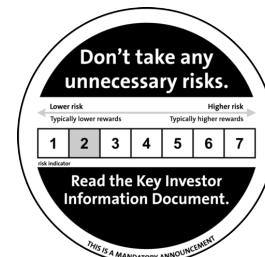 Don’t take any
unnecessary risks.
Lower risk Higher risk
Typically lower rewards Typically higher rewards
1 2 3 4 5 6 7
risk indicator
Read the Key Investor
Information Document.
THIS IS A MANDATORY ANNOUNCEMENT